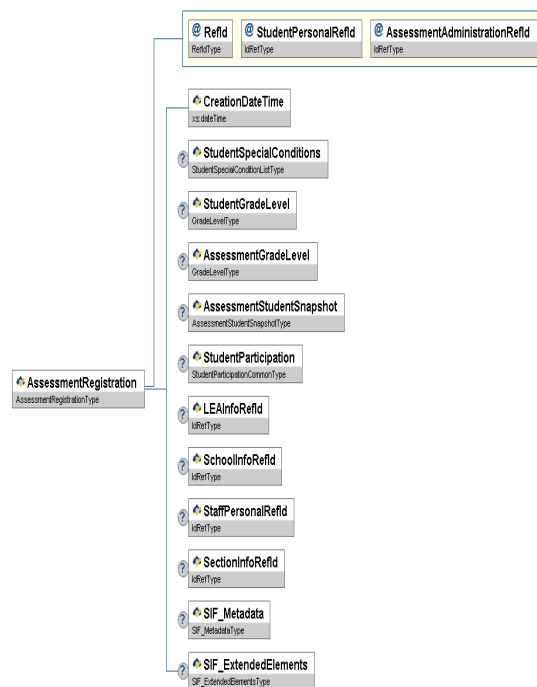 @ RefId @ StudentPersonalRefId @ AssessmentAdministrationRefId
RefIdType IdRefType IdRefType
CreationDateTime
xs:dateTime
? StudentSpecialConditions
StudentSpecialConditionListType
? StudentGradeLevel
GradeLevelType
? AssessmentGradeLevel
GradeLevelType
? AssessmentStudentSnapshot
AssessmentStudentSnapshotType
? StudentParticipation
StudentParticipationCommonType
AssessmentRegistration
AssessmentRegistrationType
? LEAInfoRefId
IdRefType
? SchoolInfoRefId
IdRefType
? StaffPersonalRefId
IdRefType
? SectionInfoRefId
IdRefType
? SIF_Metadata
SIF_MetadataType
? SIF_ExtendedElements
SIF_ExtendedElementsType